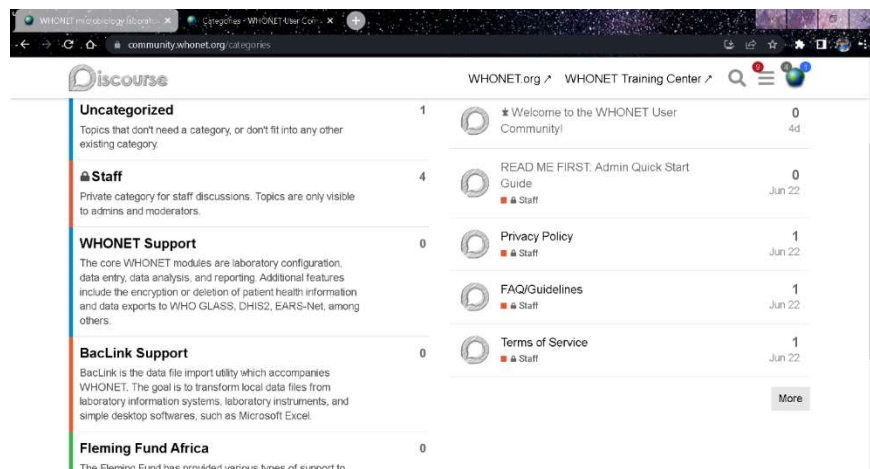 WHONET microbiology laborat
Categories - WHONET User Com
community.whonet.org/categories
Discourse
WHONET.org
WHONET Training Center
9
4
1
Uncategorized
1
Topics that don't need a category, or don't fit into any other
existing category.
Staff
4
Private category for staff discussions. Topics are only visible
to admins and moderators.
WHONET Support
0
The core WHONET modules are laboratory configuration,
data entry, data analysis, and reporting. Additional features
include the encryption or deletion of patient health information
and data exports to WHO GLASS, DHIS2, EARS-Net, among
others.
BacLink Support
0
BacLink is the data file import utility which accompanies
WHONET. The goal is to transform local data files from
laboratory information systems, laboratory instruments, and
simple desktop softwares, such as Microsoft Excel.
Fleming Fund Africa
0
The Fleming Fund has provided various types of support to
Welcome to the WHONET User
Community!
0
4d
READ ME FIRST: Admin Quick Start
Guide
Staff
0
Jun 22
Privacy Policy
Staff
1
Jun 22
FAQ/Guidelines
Staff
1
Jun 22
Terms of Service
Staff
1
Jun 22
More